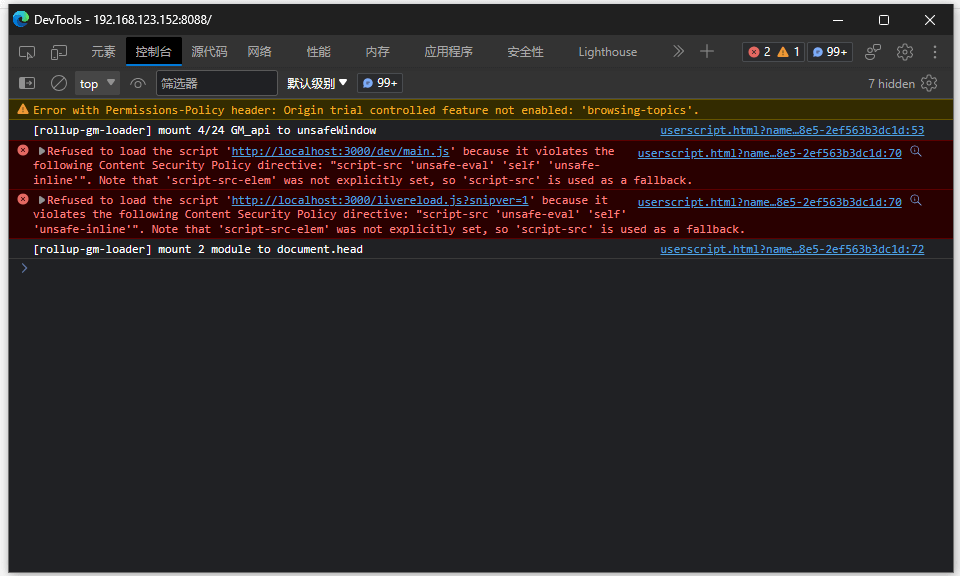 DevTools - 192.168.123.152:8088/
元素 控制台 源代码 网络 性能 内存 应用程序 安全性 Lighthouse 2 1 99+
top 筛选器 默认级别 99+ 7 hidden
Error with Permissions-Policy header: Origin trial controlled feature not enabled: 'browsing-topics'.
[rollup-gm-loader] mount 4/24 GM_api to unsafeWindow userscript.html?name…8e5-2ef563b3dc1d:53
Refused to load the script 'http://localhost:3000/dev/main.js' because it violates the userscript.html?name…8e5-2ef563b3dc1d:70
following Content Security Policy directive: "script-src 'unsafe-eval' 'self' 'unsafe-
inline'". Note that 'script-src-elem' was not explicitly set, so 'script-src' is used as a fallback.
Refused to load the script 'http://localhost:3000/livereload.js?snipver=1' because it userscript.html?name…8e5-2ef563b3dc1d:70
violates the following Content Security Policy directive: "script-src 'unsafe-eval' 'self'
'unsafe-inline'". Note that 'script-src-elem' was not explicitly set, so 'script-src' is used as a fallback.
[rollup-gm-loader] mount 2 module to document.head userscript.html?name…8e5-2ef563b3dc1d:72